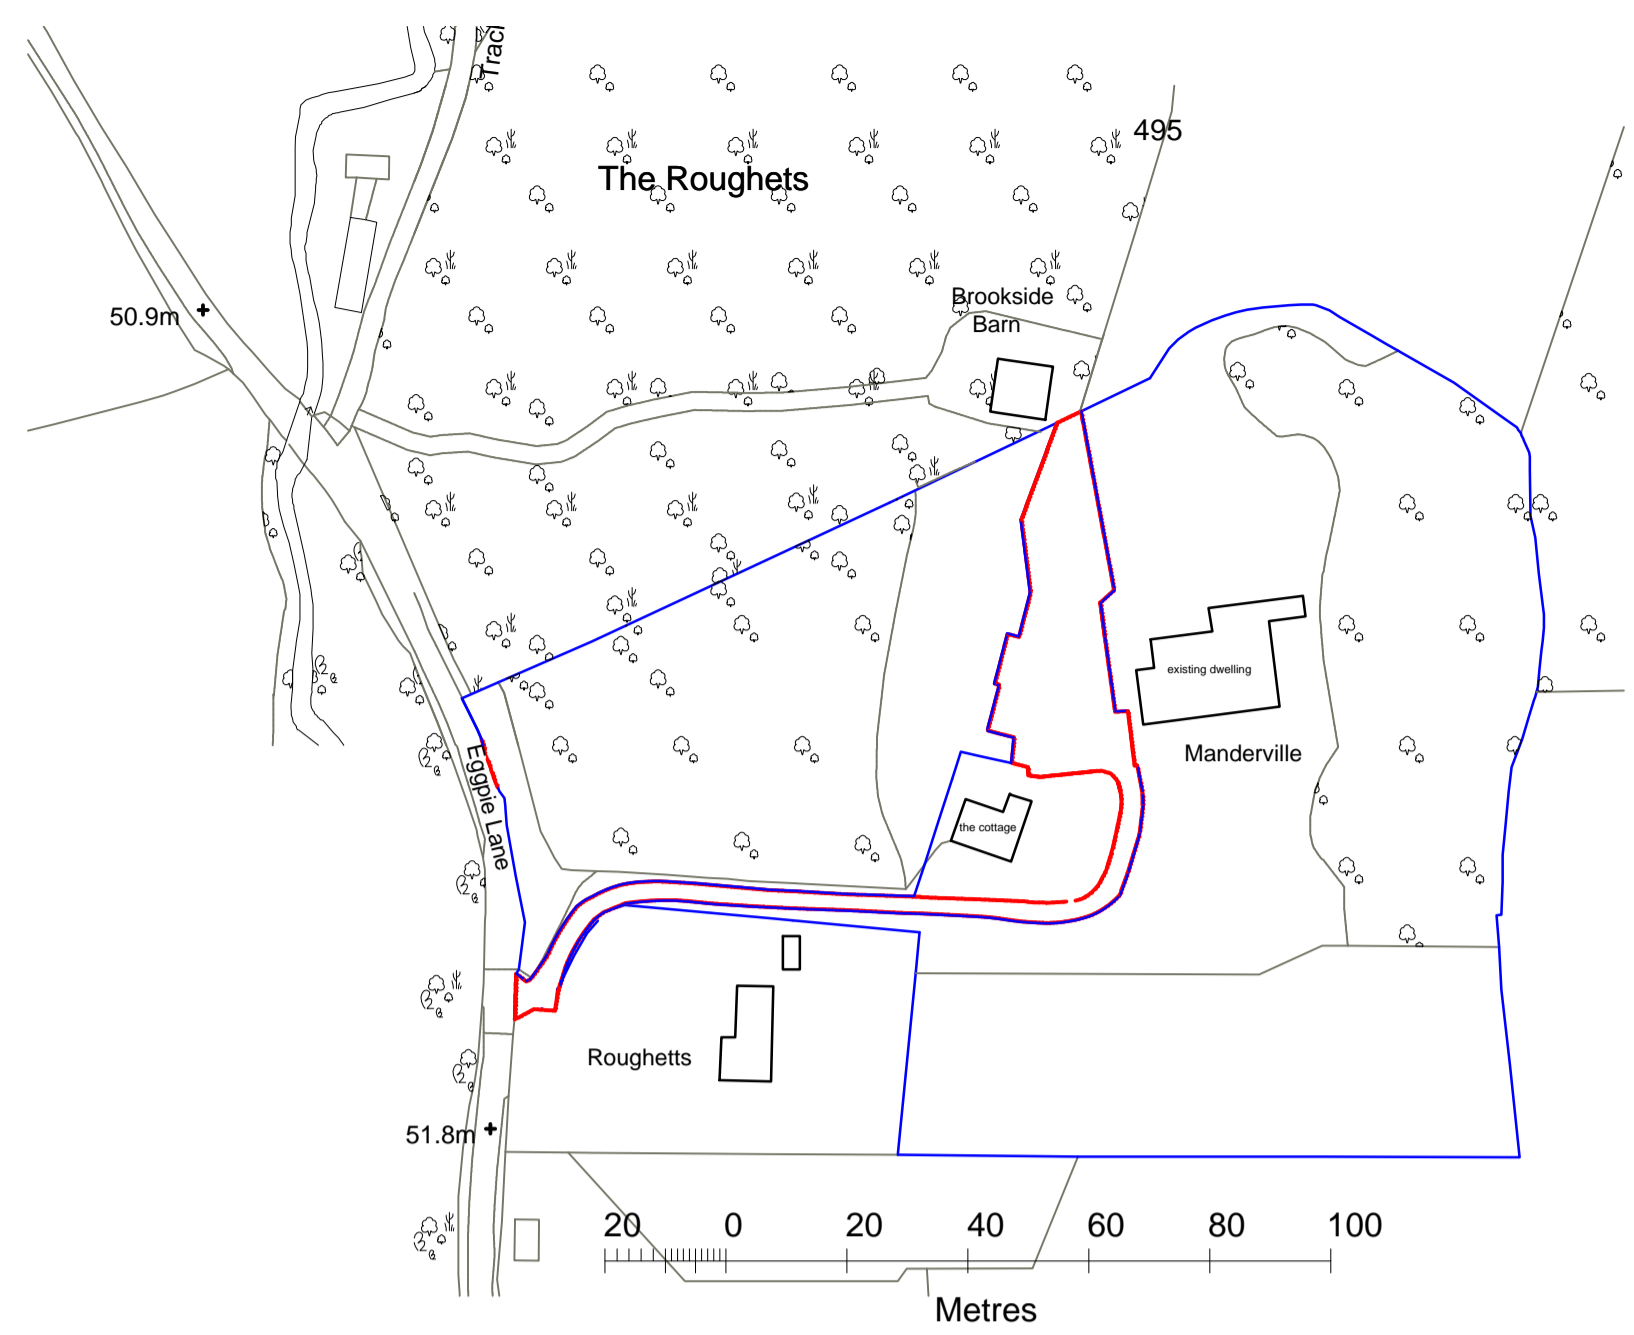 Track
495
The Roughets
Brookside
Barn
50.9m
existing dwelling
Manderville
Eggpie Lane
the cottage
Roughetts
51.8m
20 0 20 40 60 80 100
Metres